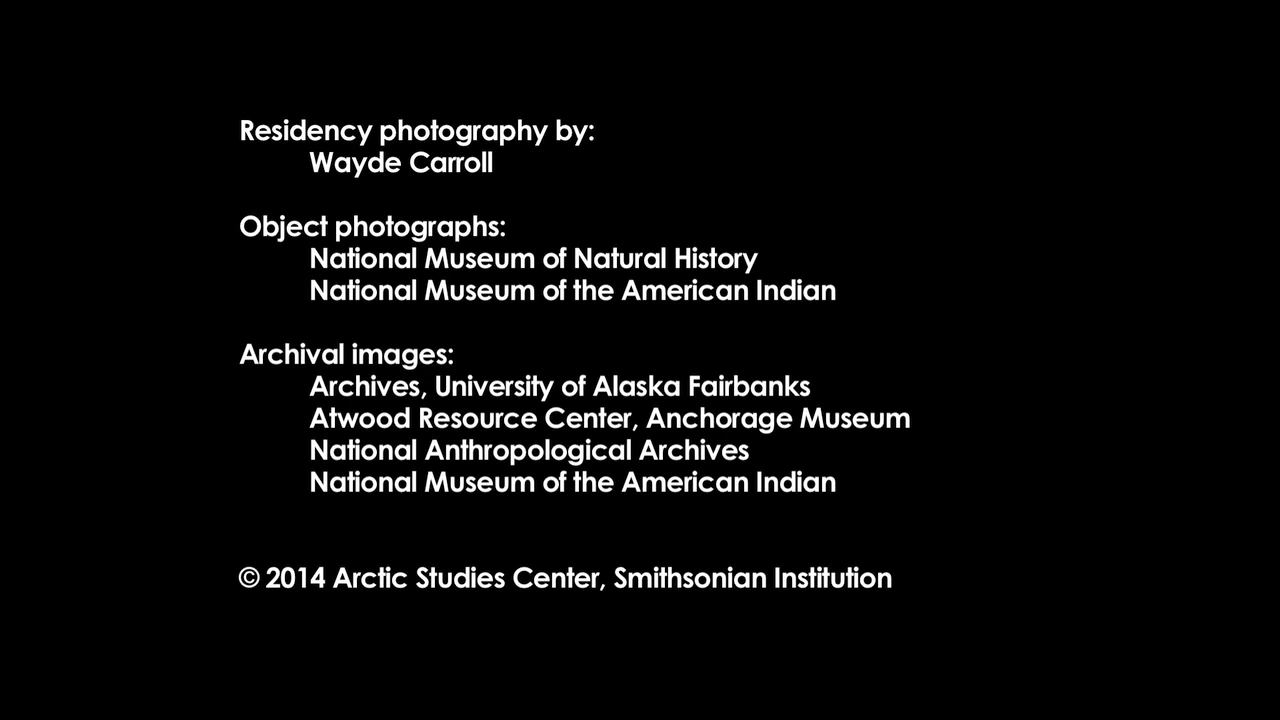 Residency photography by:
Wayde Carroll
Object photographs:
National Museum of Natural History
National Museum of the American Indian
Archival images:
Archives, University of Alaska Fairbanks
Atwood Resource Center, Anchorage Museum
National Anthropological Archives
National Museum of the American Indian
© 2014 Arctic Studies Center, Smithsonian Institution